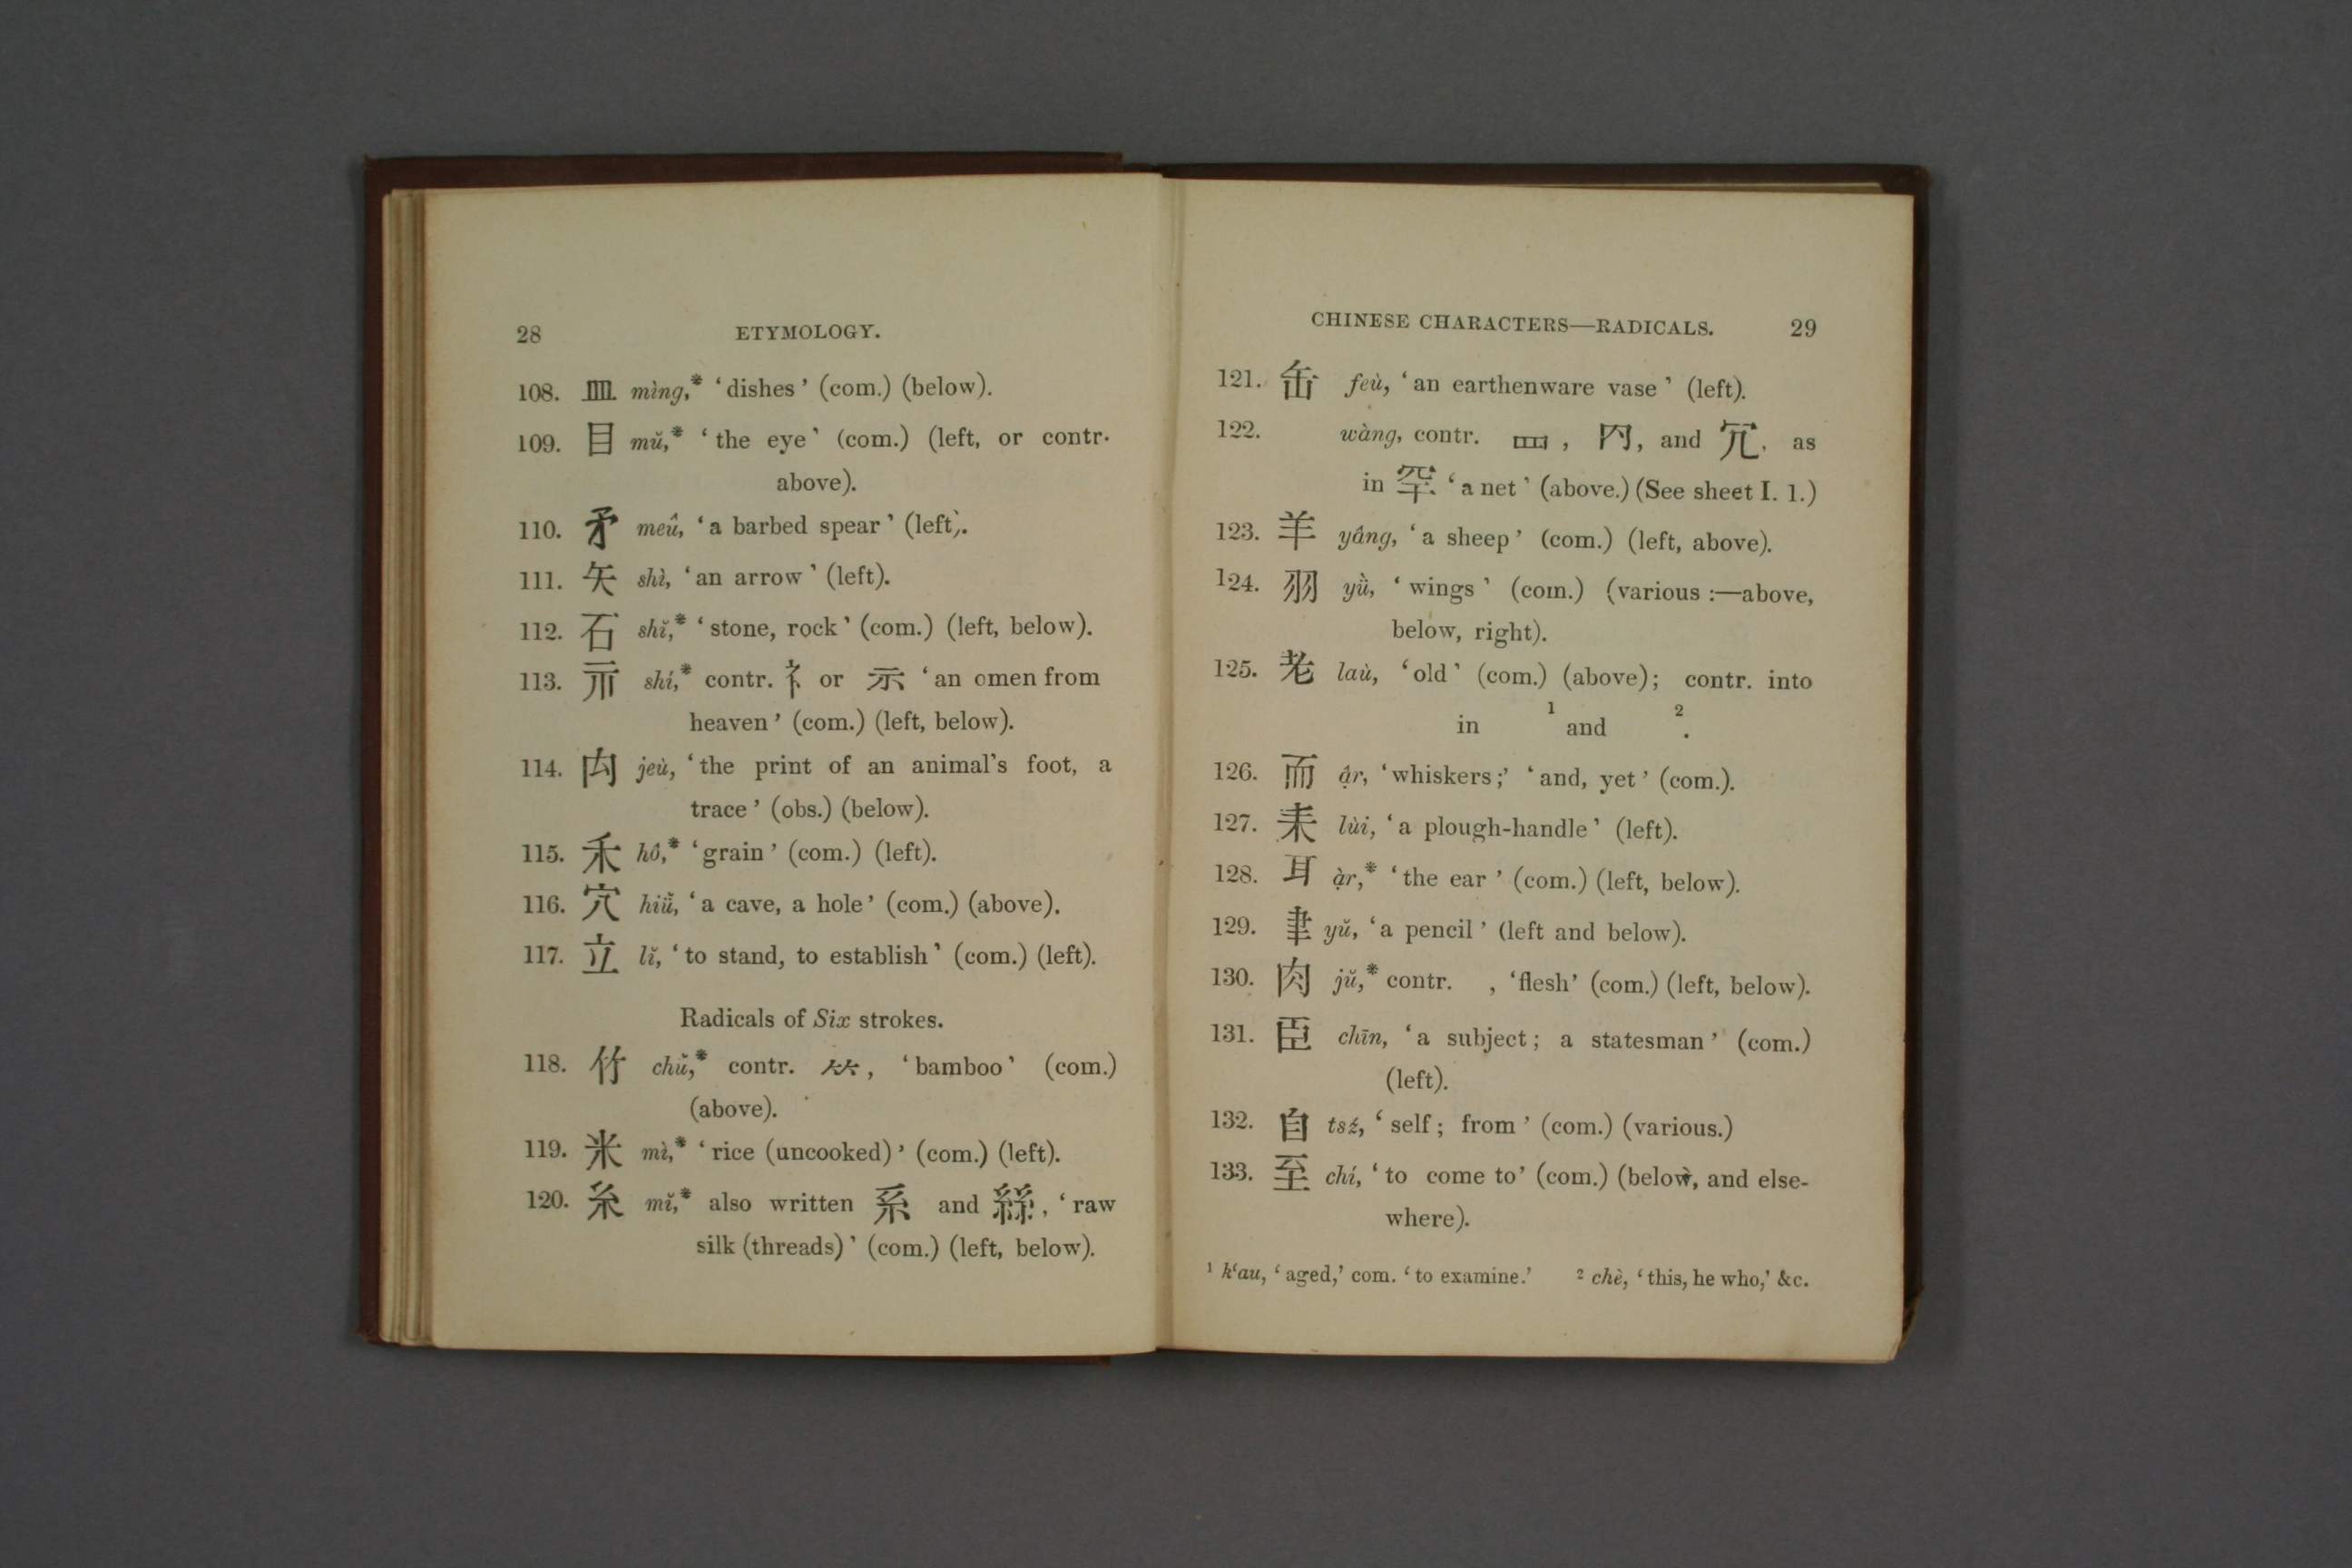 28 ETYMOLOGY.
108. 皿 mìng,* ‘dishes’ (com.) (below).
109. 目 mŭ,* ‘the eye’ (com.) (left, or contr.
above).
110. 矛 meû, ‘a barbed spear’ (left).
111. 矢 shì, ‘an arrow’ (left).
112. 石 shĭ,* ‘stone, rock’ (com.) (left, below).
113. 示 shí,* contr. 礻 or 示 ‘an omen from
heaven’ (com.) (left, below).
114. 禸 jeù, ‘the print of an animal's foot, a
trace’ (obs.) (below).
115. 禾 hô,* ‘grain’ (com.) (left).
116. 穴 hiǔ, ‘a cave, a hole’ (com.) (above).
117. 立 lĭ, ‘to stand, to establish’ (com.) (left).
Radicals of Six strokes.
118. 竹 chŭ,* contr. ⺮, ‘bamboo’ (com.)
(above).
119. 米 mì,* ‘rice (uncooked)’ (com.) (left).
120. 糸 mĭ,* also written 系 and 絲, ‘raw
silk (threads)’ (com.) (left, below).
CHINESE CHARACTERS—RADICALS. 29
121. 缶 feù, ‘an earthenware vase’ (left).
122. wàng, contr. 罒, 冈, and 冗, as
in 罕 ‘a net’ (above.) (See sheet I. 1.)
123. 羊 yâng, ‘a sheep’ (com.) (left, above).
124. 羽 yǜ, ‘wings’ (com.) (various :—above,
below, right).
125. 老 laù, ‘old’ (com.) (above); contr. into
in ¹ and ².
126. 而 ậr, ‘whiskers;’ ‘and, yet’ (com.).
127. 耒 lùi, ‘a plough-handle’ (left).
128. 耳 ạ̀r,* ‘the ear’ (com.) (left, below).
129. 聿 yŭ, ‘a pencil’ (left and below).
130. 肉 jŭ,* contr. , ‘flesh’ (com.) (left, below).
131. 臣 chīn, ‘a subject; a statesman’ (com.)
(left).
132. 自 tsź, ‘self; from’ (com.) (various.)
133. 至 chí, ‘to come to’ (com.) (below, and else-
where).
¹ k‘au, ‘aged,’ com. ‘to examine.’ ² chè, ‘this, he who,’ &c.